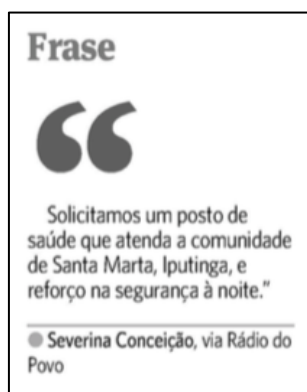 Frase
“
Solicitamos um posto de
saúde que atenda a comunidade
de Santa Marta, Iputinga, e
reforço na segurança à noite.”
Severina Conceição, via Rádio do
Povo